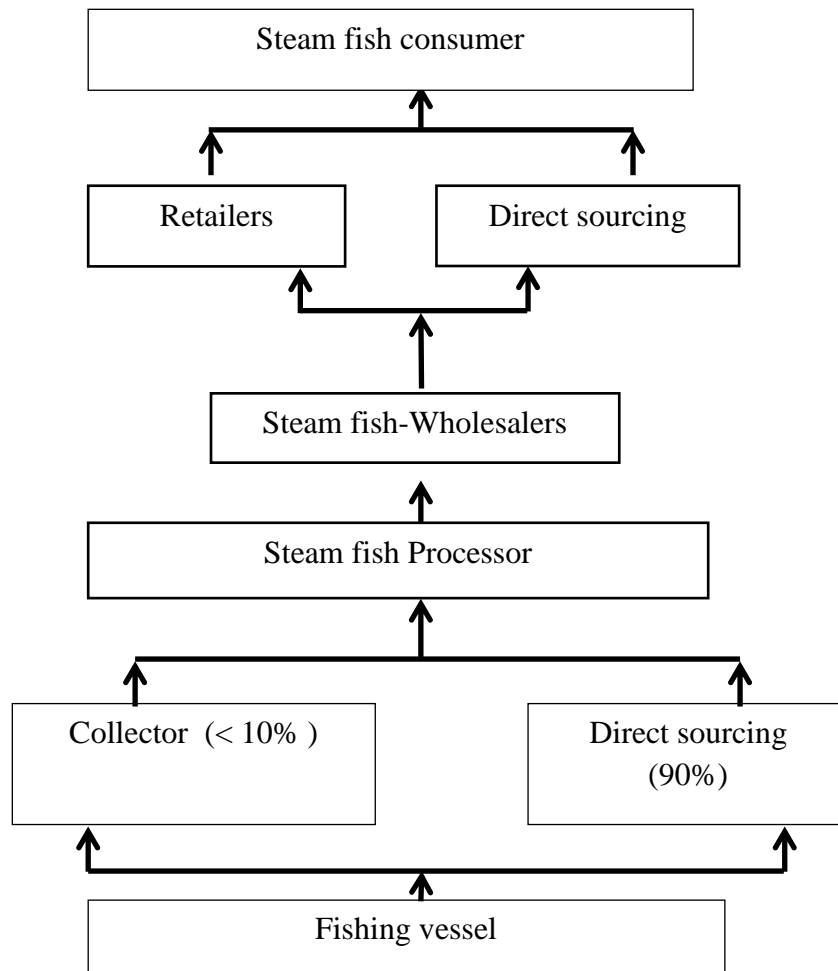 Steam fish consumer
Retailers
Direct sourcing
Steam fish-Wholesalers
Steam fish Processor
Collector  (< 10% )
Direct sourcing
(90%)
Fishing vessel